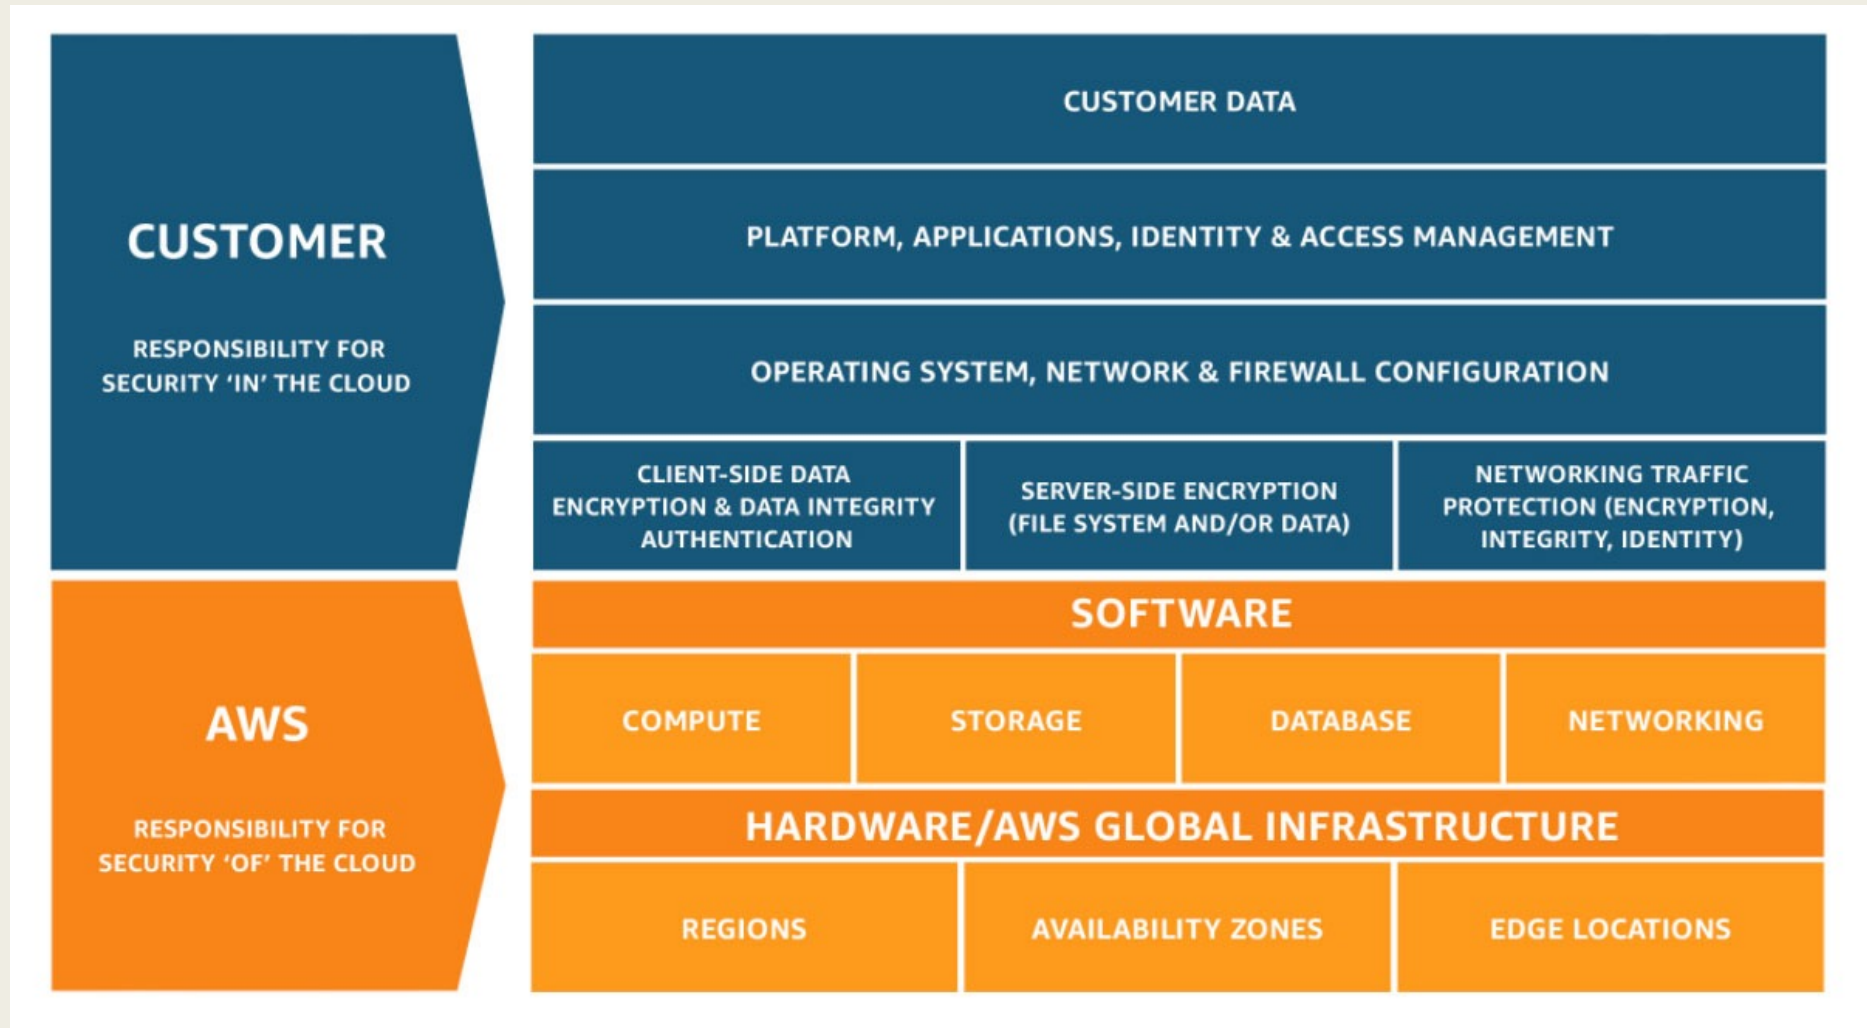 CUSTOMER
RESPONSIBILITY FOR
SECURITY ‘IN’ THE CLOUD
CUSTOMER DATA
PLATFORM, APPLICATIONS, IDENTITY & ACCESS MANAGEMENT
OPERATING SYSTEM, NETWORK & FIREWALL CONFIGURATION
CLIENT-SIDE DATA
ENCRYPTION & DATA INTEGRITY
AUTHENTICATION
SERVER-SIDE ENCRYPTION
(FILE SYSTEM AND/OR DATA)
NETWORKING TRAFFIC
PROTECTION (ENCRYPTION,
INTEGRITY, IDENTITY)
AWS
RESPONSIBILITY FOR
SECURITY ‘OF’ THE CLOUD
SOFTWARE
COMPUTE
STORAGE
DATABASE
NETWORKING
HARDWARE/AWS GLOBAL INFRASTRUCTURE
REGIONS
AVAILABILITY ZONES
EDGE LOCATIONS